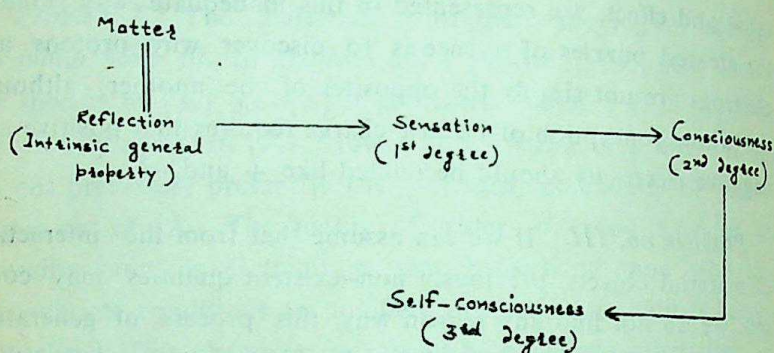 Matter
Reflection
(Intrinsic general
property)
Sensation
(1st degree)
Consciousness
(2nd degree)
Self-consciousness
(3rd degree)